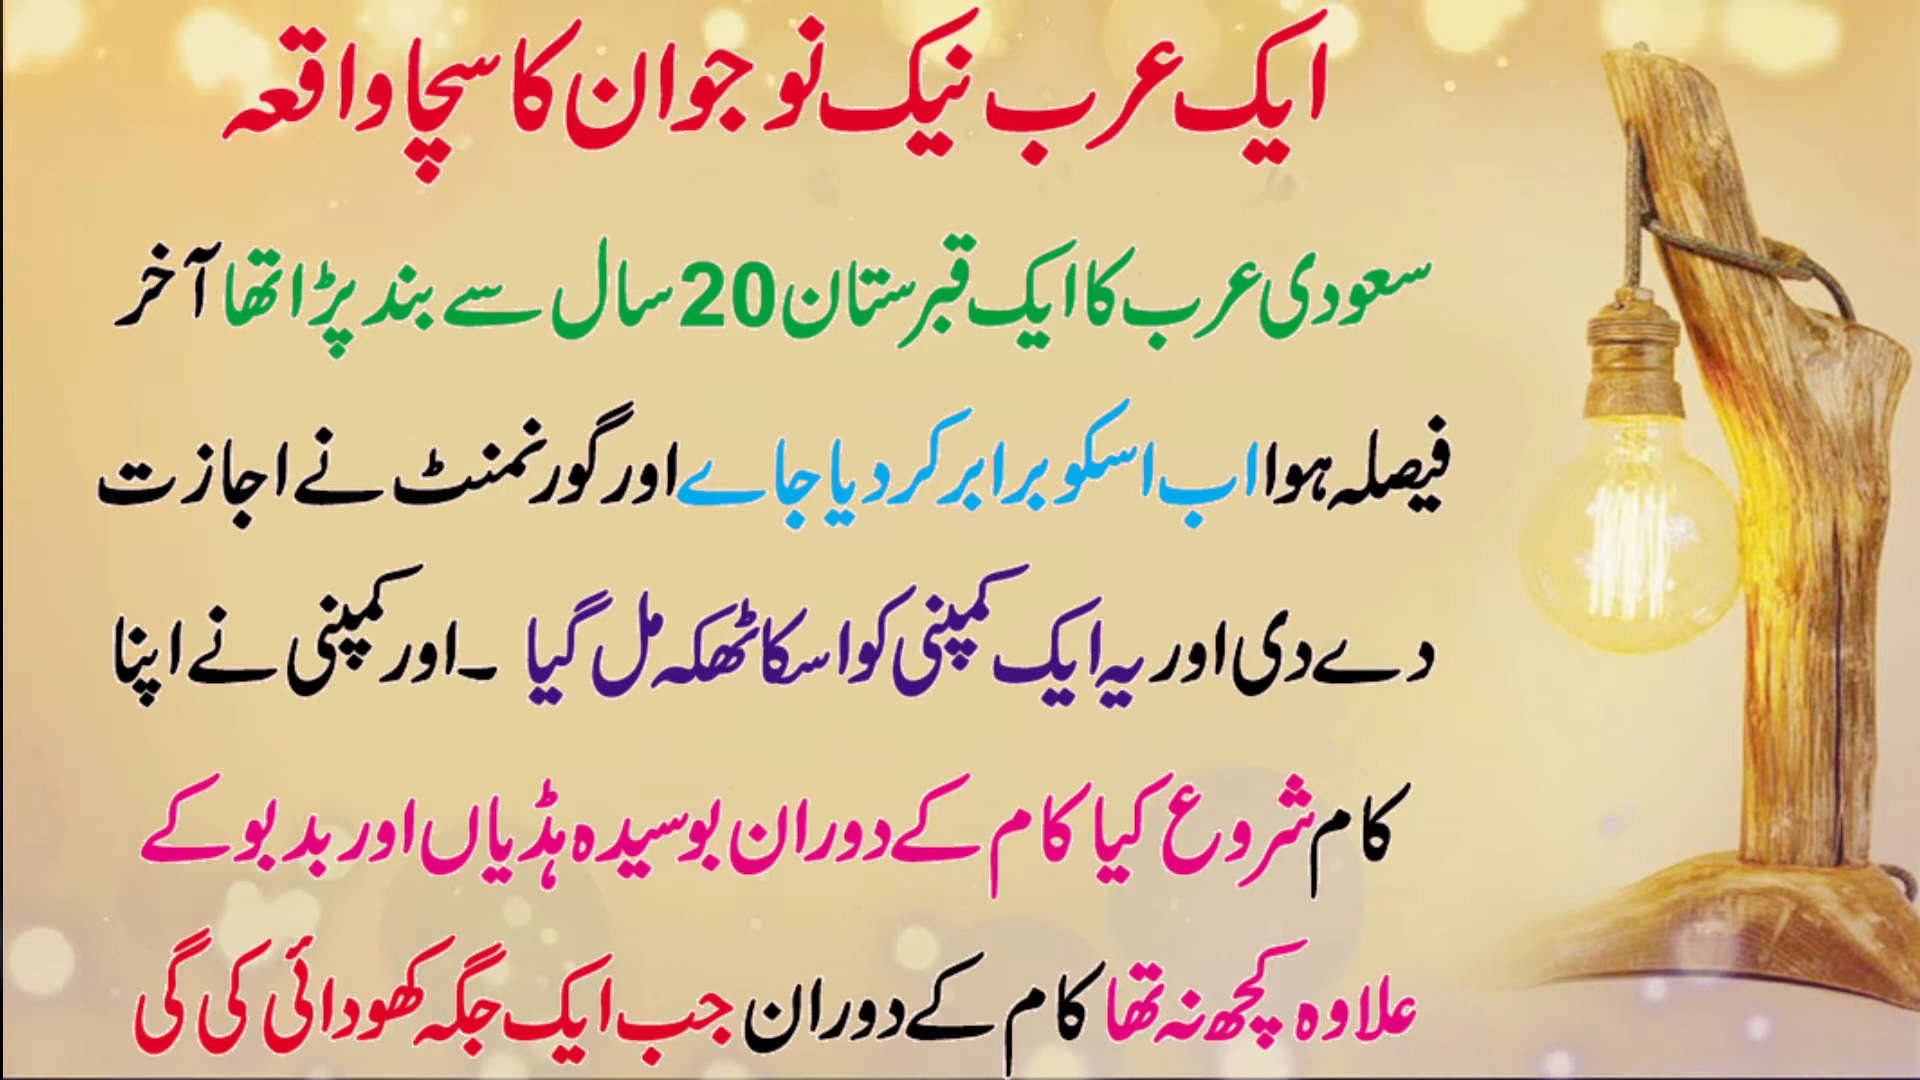 ایک عرب نیک نوجوان کا سچا واقعہ
سعودی عرب کا ایک قبرستان 20 سال سے بند پڑا تھا آخر
فیصلہ ہوا اب اسکو برابر کر دیا جاے اور گورنمنٹ نے اجازت
دے دی اور یہ ایک کمپنی کو اسکا ٹھکہ مل گیا ۔ اور کمپنی نے اپنا
کام شروع کیا کام کے دوران بوسیدہ ہڈیاں اور بدبو کے
علاوہ کچھ نہ تھا کام کے دوران جب ایک جگہ کھودائی کی گی